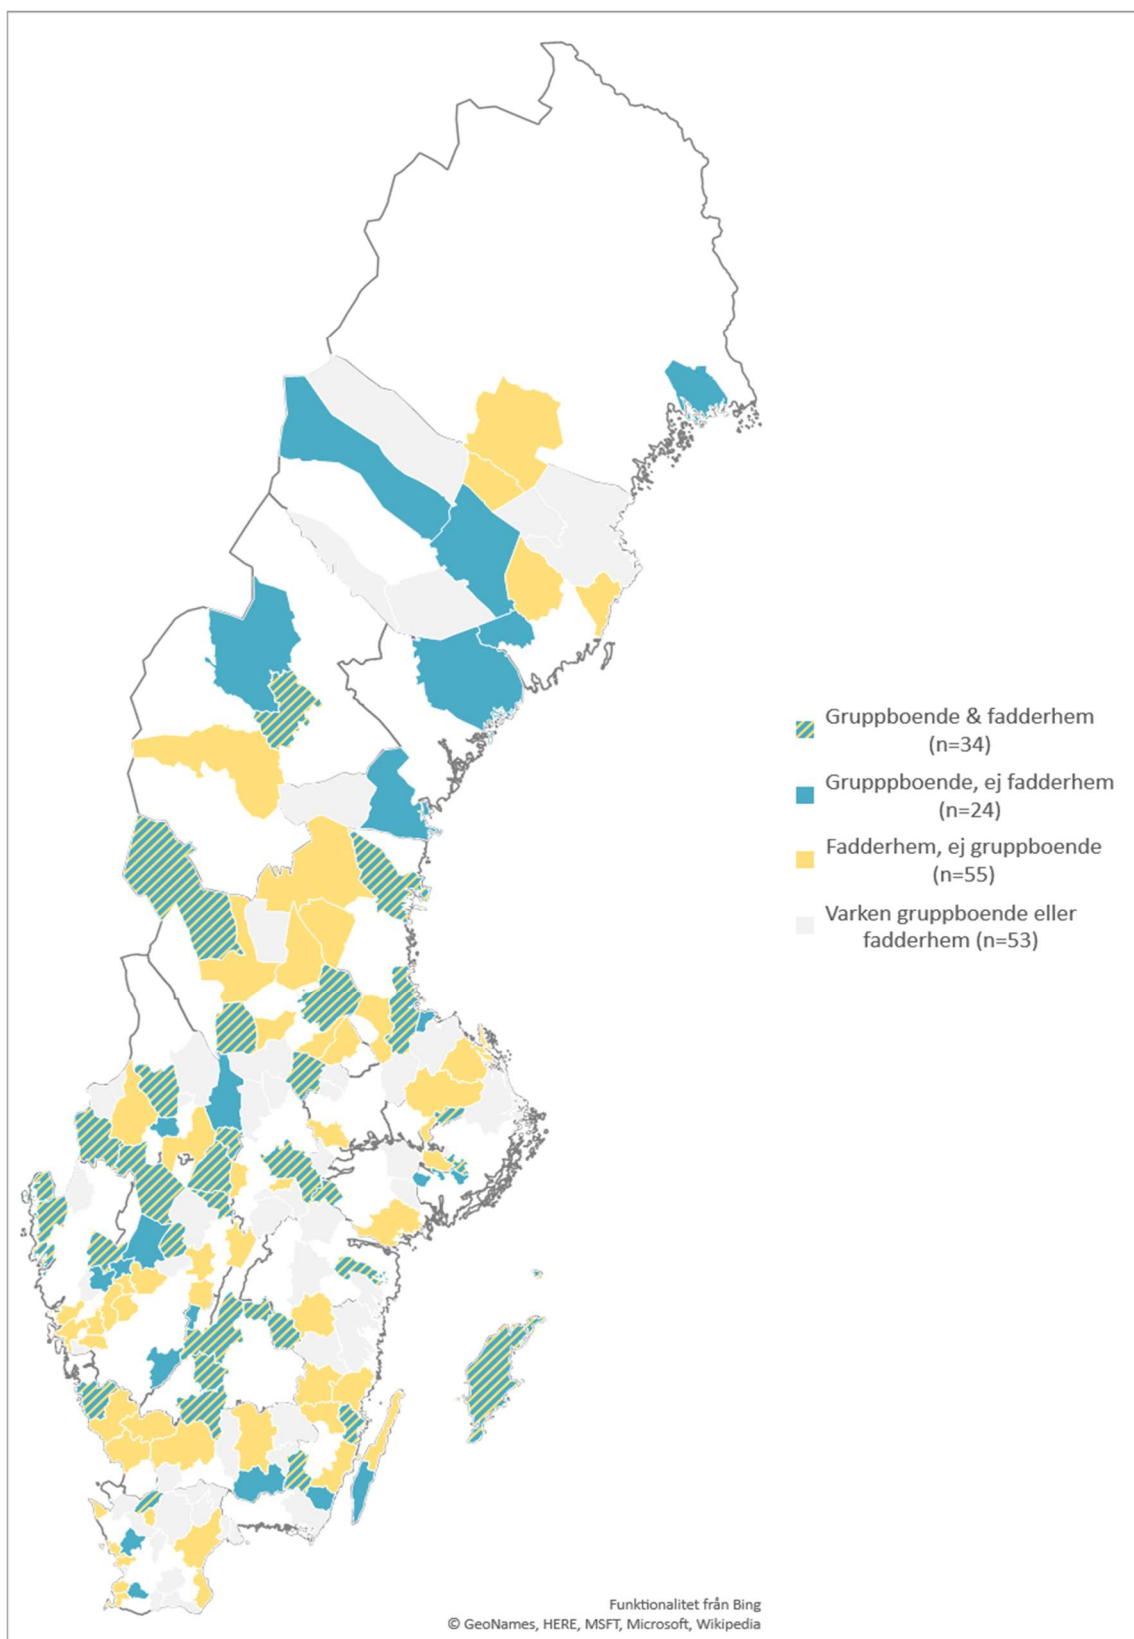 Gruppboende & fadderhem
(n=34)
Grupppboende, ej fadderhem
(n=24)
Fadderhem, ej gruppboende
(n=55)
Varken gruppboende eller
fadderhem (n=53)
Funktionalitet från Bing
© GeoNames, HERE, MSFT, Microsoft, Wikipedia